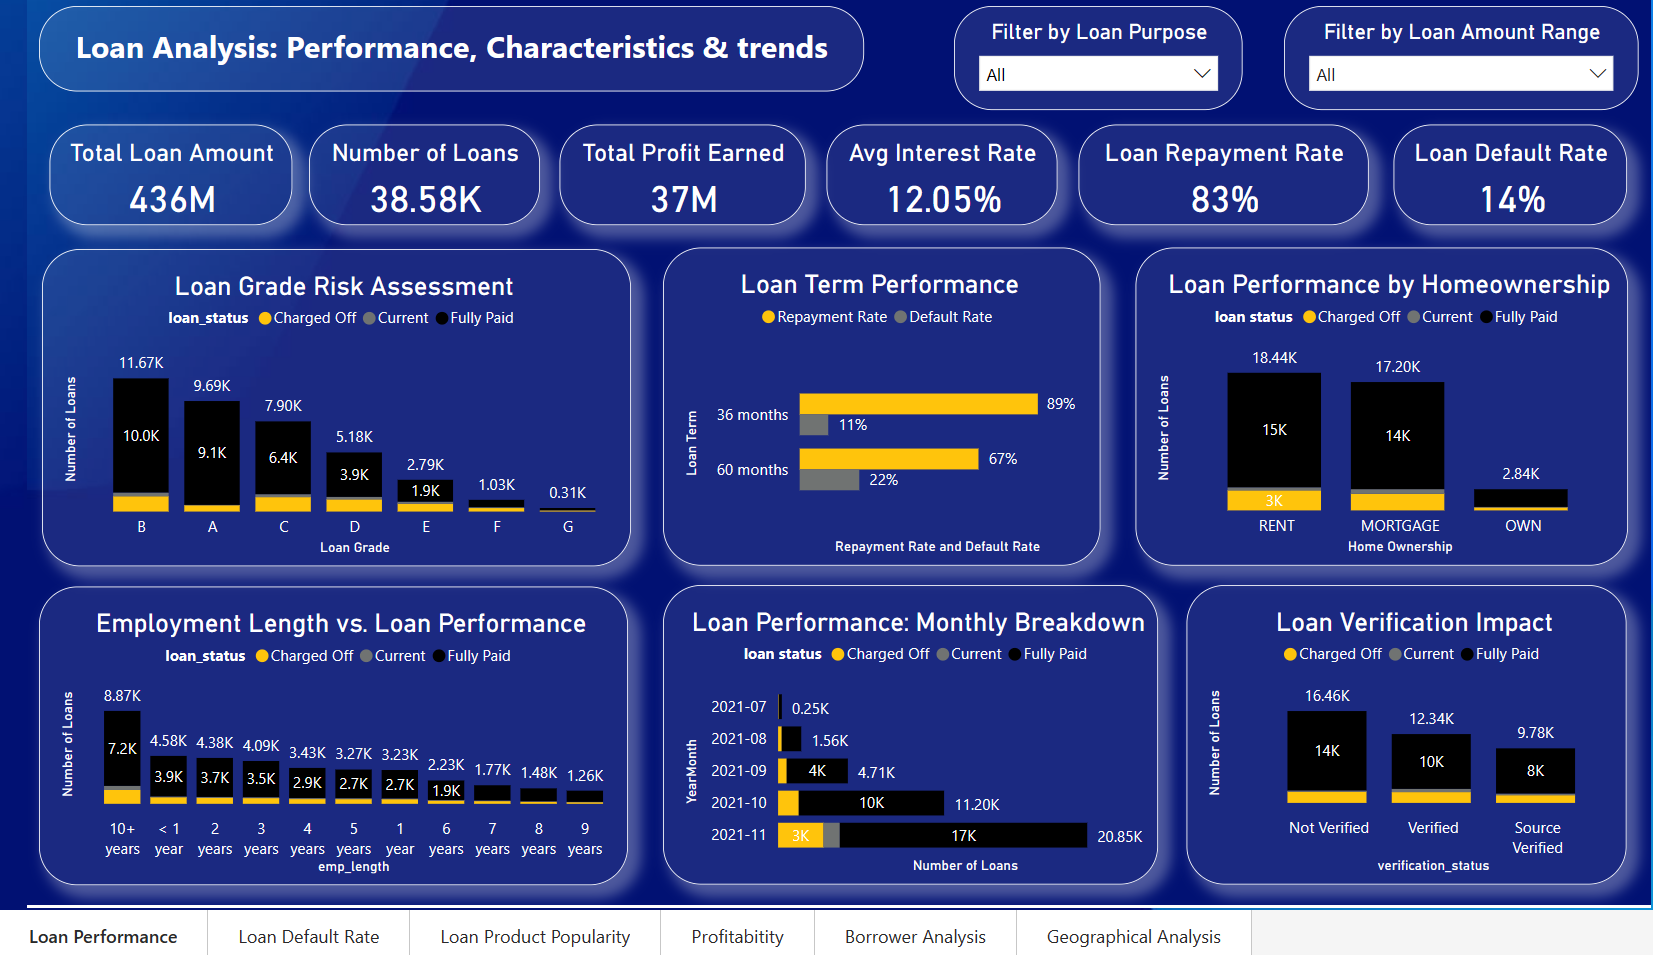 Loan Analysis: Performance, Characteristics & trends
Filter by Loan Purpose
All
Filter by Loan Amount Range
All
Total Loan Amount
436M
Number of Loans
38.58K
Total Profit Earned
37M
Avg Interest Rate
12.05%
Loan Repayment Rate
83%
Loan Default Rate
14%
Loan Grade Risk Assessment
loan_status Charged Off Current Fully Paid
Number of Loans
11.67K
9.69K
7.90K
5.18K
2.79K
1.03K
0.31K
10.0K
9.1K
6.4K
3.9K
1.9K
B A C D E F G
Loan Grade
Loan Term Performance
Repayment Rate Default Rate
Loan Term
36 months
89%
11%
60 months
67%
22%
Repayment Rate and Default Rate
Loan Performance by Homeownership
loan status Charged Off Current Fully Paid
Number of Loans
18.44K
17.20K
2.84K
15K
14K
3K
RENT MORTGAGE OWN
Home Ownership
Employment Length vs. Loan Performance
loan_status Charged Off Current Fully Paid
Number of Loans
8.87K
4.58K
4.38K
4.09K
3.43K
3.27K
3.23K
2.23K
1.77K
1.48K
1.26K
7.2K
3.9K
3.7K
3.5K
2.9K
2.7K
2.7K
1.9K
10+ < 1 2 3 4 5 1 6 7 8 9
years year years years years years year years years years years
emp_length
Loan Performance: Monthly Breakdown
loan status Charged Off Current Fully Paid
YearMonth
2021-07 0.25K
2021-08 1.56K
2021-09 4K 4.71K
2021-10 10K 11.20K
2021-11 3K 17K 20.85K
Number of Loans
Loan Verification Impact
Charged Off Current Fully Paid
Number of Loans
16.46K
12.34K
9.78K
14K
10K
8K
Not Verified Verified Source
Verified
verification_status
Loan Performance Loan Default Rate Loan Product Popularity Profitabitity Borrower Analysis Geographical Analysis